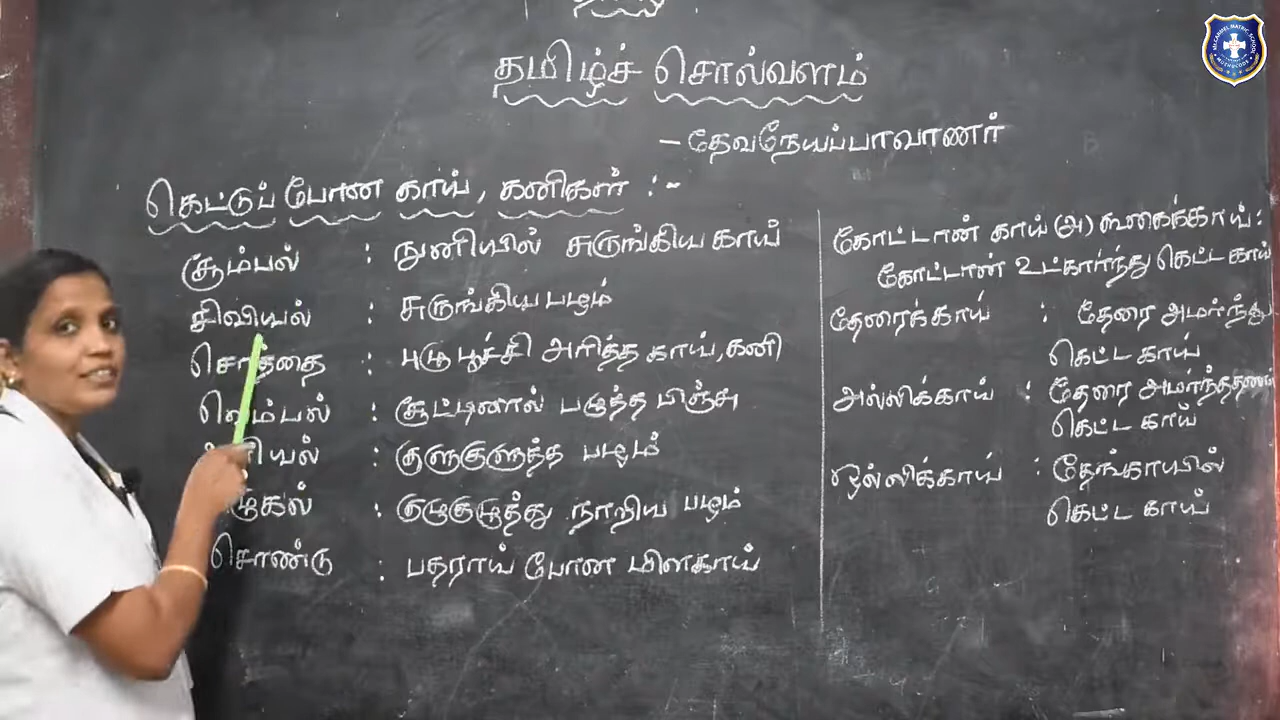 தமிழ்ச் சொல்வளம்
– தேவநேயப்பாவாணர்
கெட்டுப் போன காய், கனிகள் :-
சூம்பல் : நுனியில் சுருங்கிய காய்
சிவியல் : சுருங்கிய பழம்
சொத்தை : புழு பூச்சி அரித்த காய், கனி
வெம்பல் : சூட்டினால் பழுத்த பிஞ்சு
: குளுகுளுத்த பழம்
: குழுகுழுத்து நாறிய பழம்
சொண்டு : பதராய் போன மிளகாய்
கோட்டான் காய் (அ) கூகைக்காய் :
கோட்டான் உட்கார்ந்து கெட்ட காய்
தேரைக்காய் : தேரை அமர்ந்து
கெட்ட காய்
அல்லிக்காய் : தேரை அமர்ந்ததனால்
கெட்ட காய்
ஒல்லிக்காய் : தேங்காயில்
கெட்ட காய்